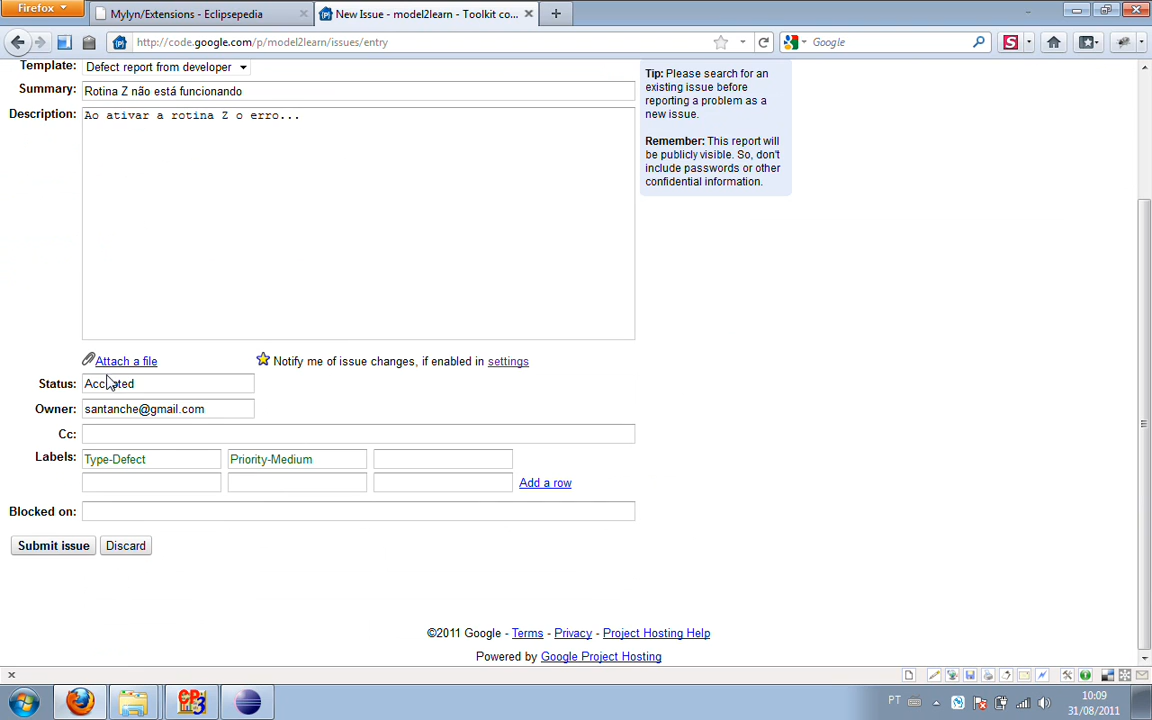 Firefox
Mylyn/Extensions - Eclipsepedia
New Issue - model2learn - Toolkit co...
http://code.google.com/p/model2learn/issues/entry
Google
Template: Defect report from developer
Summary: Rotina Z não está funcionando
Description: Ao ativar a rotina Z o erro...
Tip: Please search for an
existing issue before
reporting a problem as a
new issue.
Remember: This report will
be publicly visible. So, don't
include passwords or other
confidential information.
Attach a file
Notify me of issue changes, if enabled in settings
Status: Accepted
Owner: santanche@gmail.com
Cc:
Labels: Type-Defect Priority-Medium
Add a row
Blocked on:
Submit issue Discard
©2011 Google - Terms - Privacy - Project Hosting Help
Powered by Google Project Hosting
PT
10:09
31/08/2011